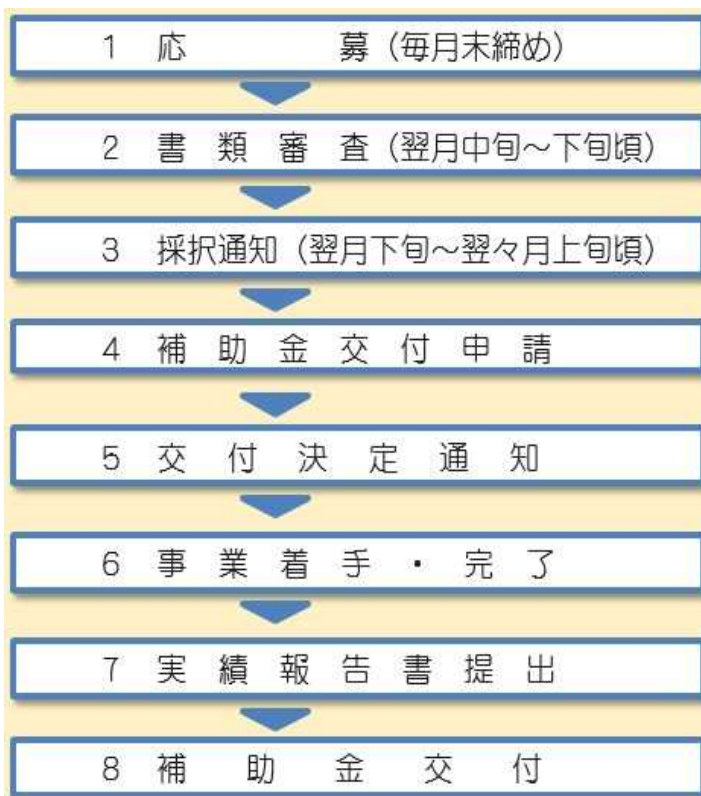 1 応募（毎月末締め）
2 書類審査（翌月中旬～下旬頃）
3 採択通知（翌月下旬～翌々月上旬頃）
4 補助金交付申請
5 交付決定通知
6 事業着手・完了
7 実績報告書提出
8 補助金交付